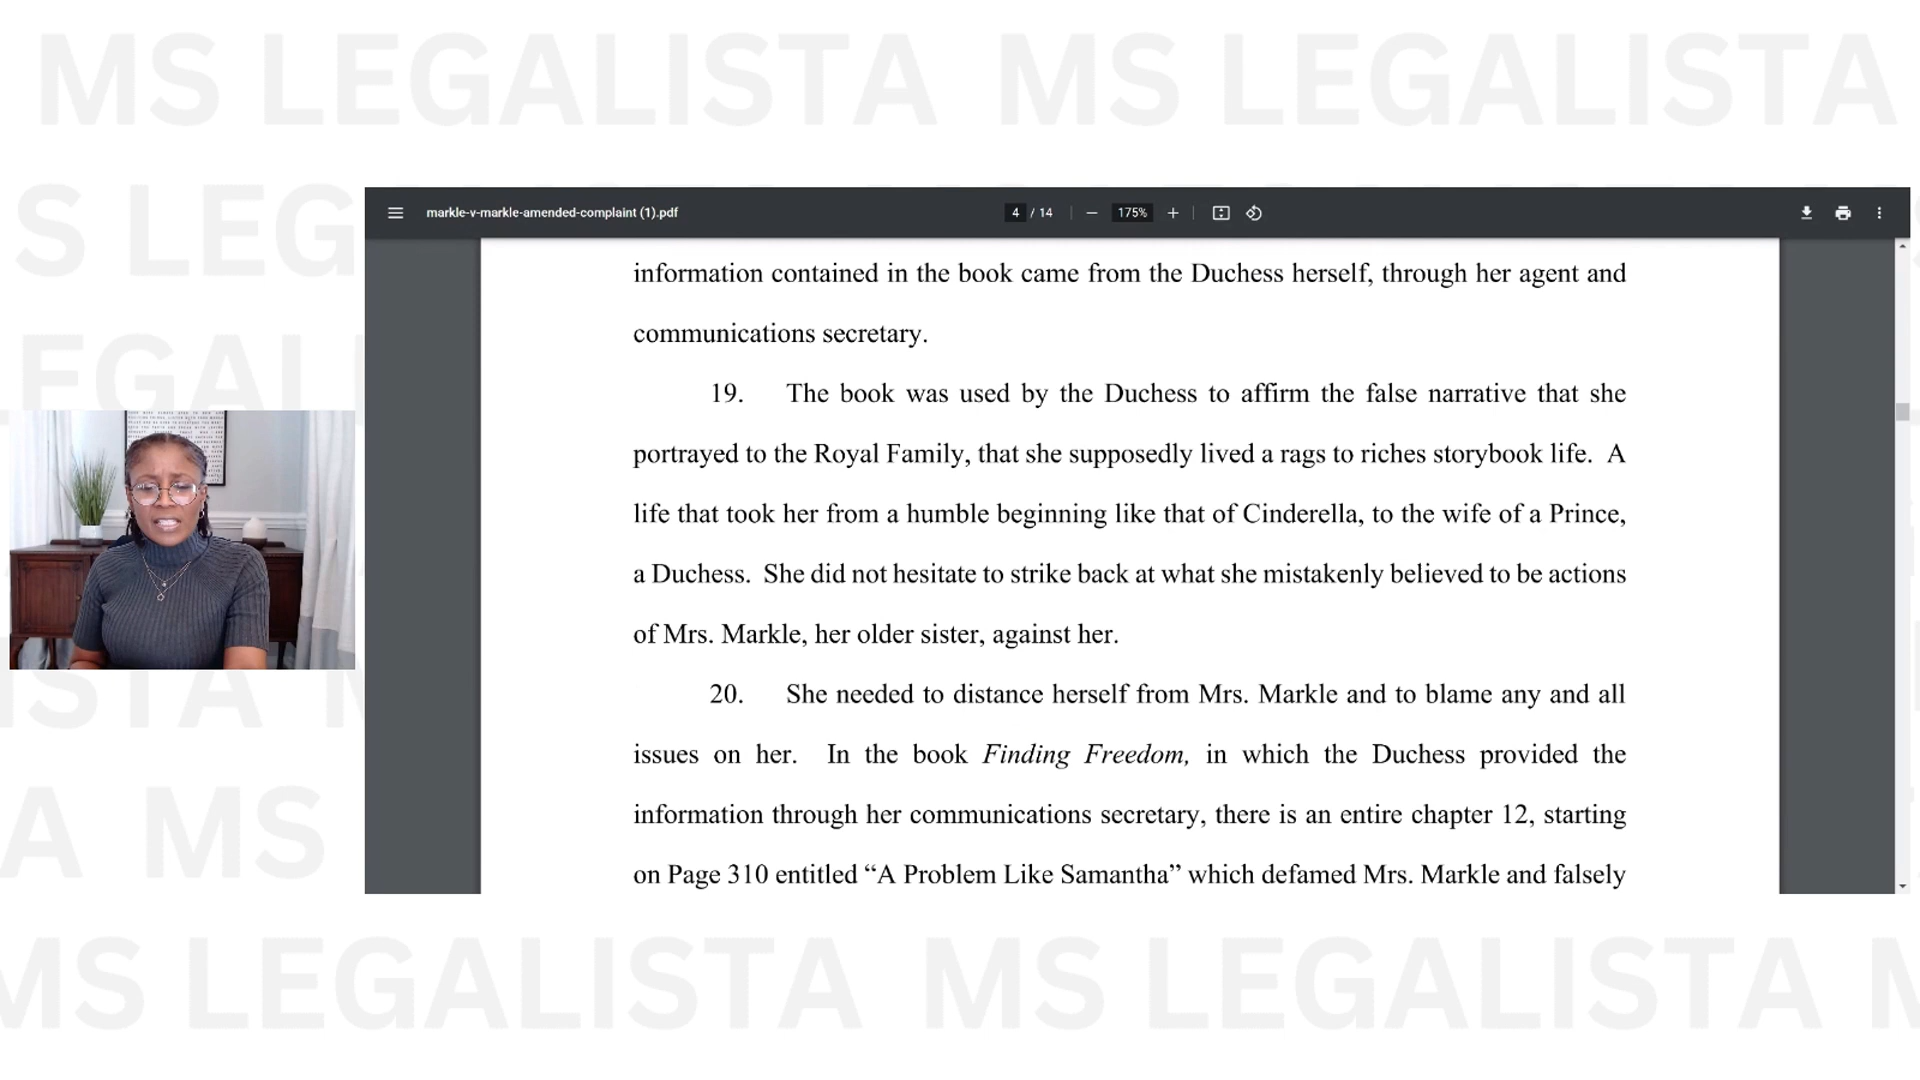 MS LEGALISTA MS LEGALISTA
S LEG
markle-v-markle-amended-complaint (1).pdf
4 / 14
175%
information contained in the book came from the Duchess herself, through her agent and
communications secretary.
19. The book was used by the Duchess to affirm the false narrative that she
portrayed to the Royal Family, that she supposedly lived a rags to riches storybook life. A
life that took her from a humble beginning like that of Cinderella, to the wife of a Prince,
a Duchess. She did not hesitate to strike back at what she mistakenly believed to be actions
of Mrs. Markle, her older sister, against her.
20. She needed to distance herself from Mrs. Markle and to blame any and all
issues on her. In the book Finding Freedom, in which the Duchess provided the
information through her communications secretary, there is an entire chapter 12, starting
on Page 310 entitled “A Problem Like Samantha” which defamed Mrs. Markle and falsely
EGALI
ISTA M
A MS
MS LEGALISTA MS LEGALISTA M